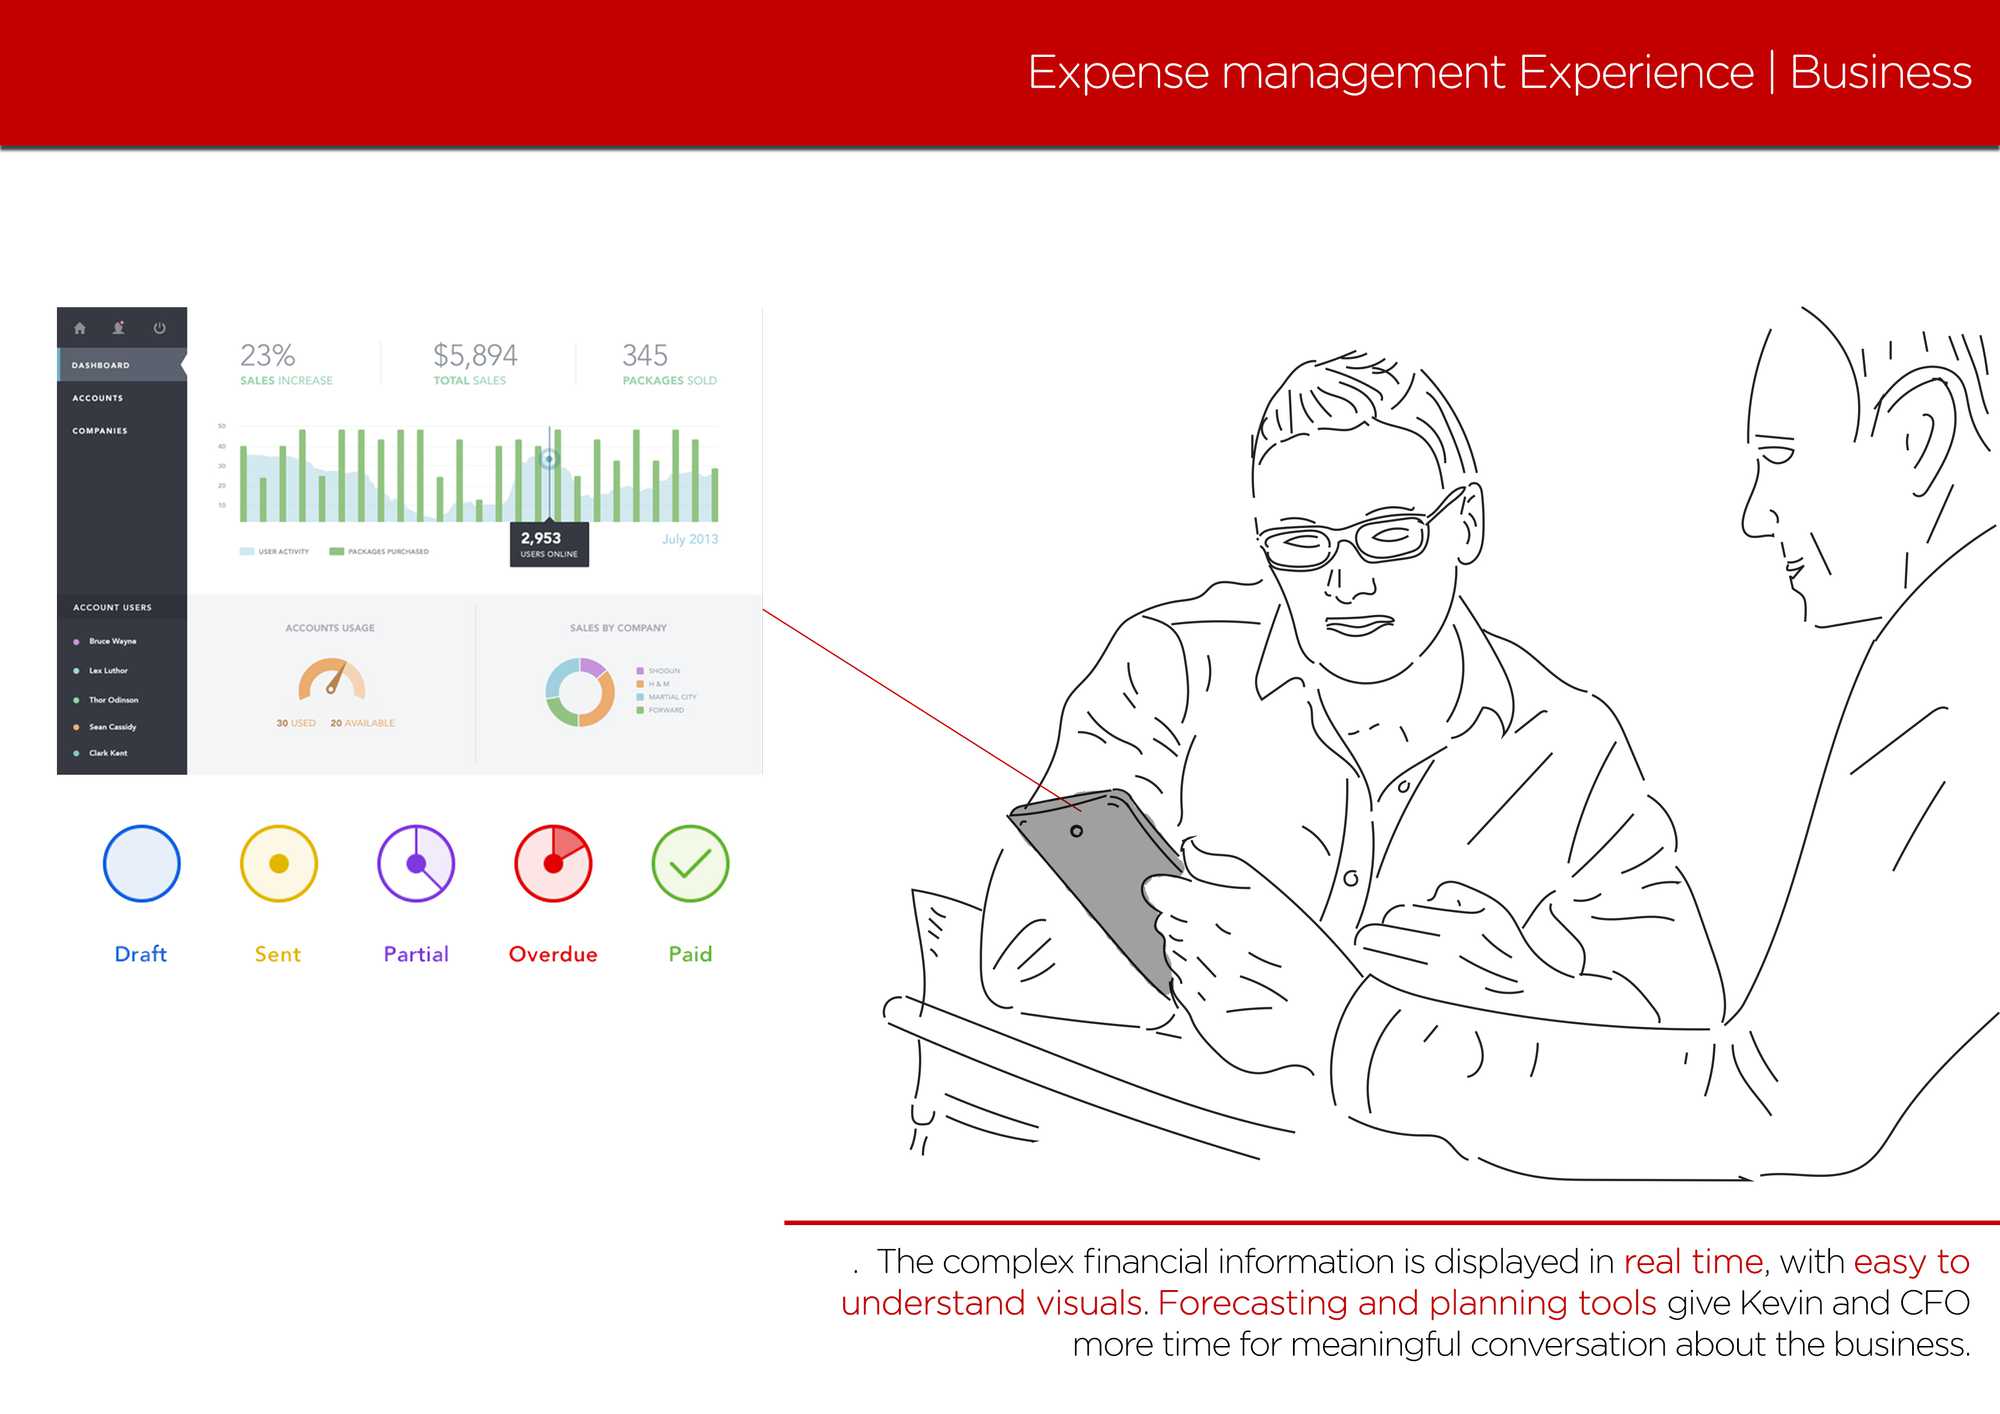 Expense management Experience | Business
23%
SALES INCREASE
$5,894
TOTAL SALES
345
PACKAGES SOLD
DASHBOARD
ACCOUNTS
COMPANIES
50
40
30
20
10
2,953
USERS ONLINE
July 2013
USER ACTIVITY
PACKAGES PURCHASED
ACCOUNT USERS
Bruce Wayne
Lex Luthor
Thor Odinson
Sean Cassidy
Clark Kent
ACCOUNTS USAGE
30 USED 20 AVAILABLE
SALES BY COMPANY
SHOGUN
H & M
MARTIAL CITY
FORWARD
Draft
Sent
Partial
Overdue
Paid
. The complex financial information is displayed in real time, with easy to
understand visuals. Forecasting and planning tools give Kevin and CFO
more time for meaningful conversation about the business.